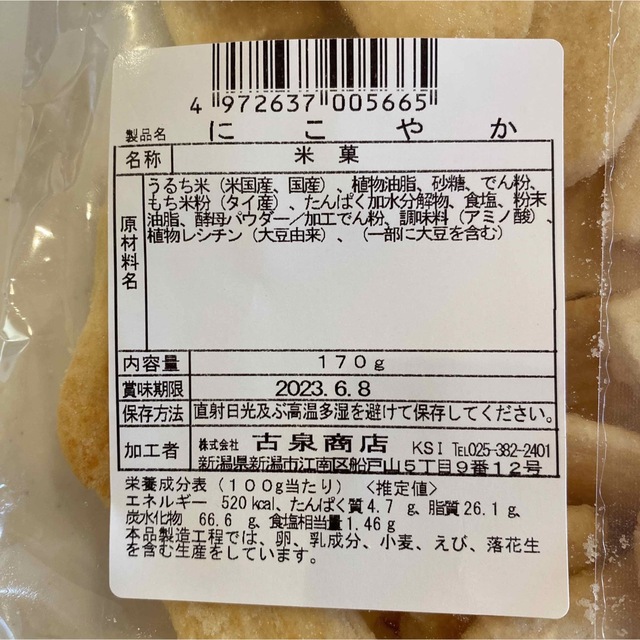 4 972637 005665
製品名 にこやか
名称 米菓
原材料名
うるち米（米国産、国産）、植物油脂、砂糖、でん粉、
もち米粉（タイ産）、たんぱく加水分解物、食塩、粉末
油脂、酵母パウダー／加工でん粉、調味料（アミノ酸）、
植物レシチン（大豆由来）、（一部に大豆を含む）
内容量 170g
賞味期限 2023.6.8
保存方法 直射日光及ぶ高温多湿を避けて保存してください。
加工者 株式会社 古泉商店 KSI TEL025-382-2401
新潟県新潟市江南区船戸山5丁目9番12号
栄養成分表（100g当たり）〈推定値〉
エネルギー 520kcal、たんぱく質4.7g、脂質26.1g、
炭水化物 66.6g、食塩相当量1.46g
本品製造工程では、卵、乳成分、小麦、えび、落花生
を含む生産をしています。